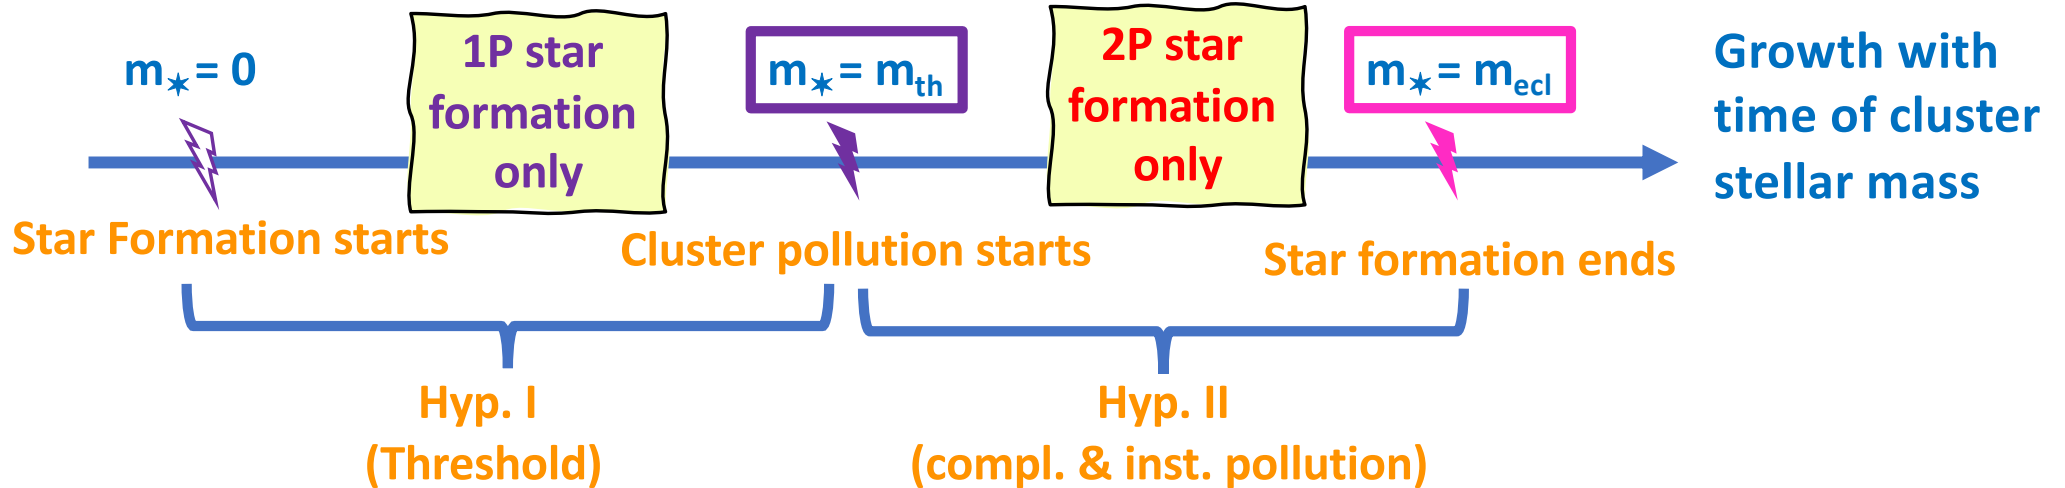 m✶ = 0
1P star
formation
only
m✶ = mth
2P star
formation
only
m✶ = mecl
Growth with
time of cluster
stellar mass
Star Formation starts
Cluster pollution starts
Star formation ends
Hyp. I
(Threshold)
Hyp. II
(compl. & inst. pollution)